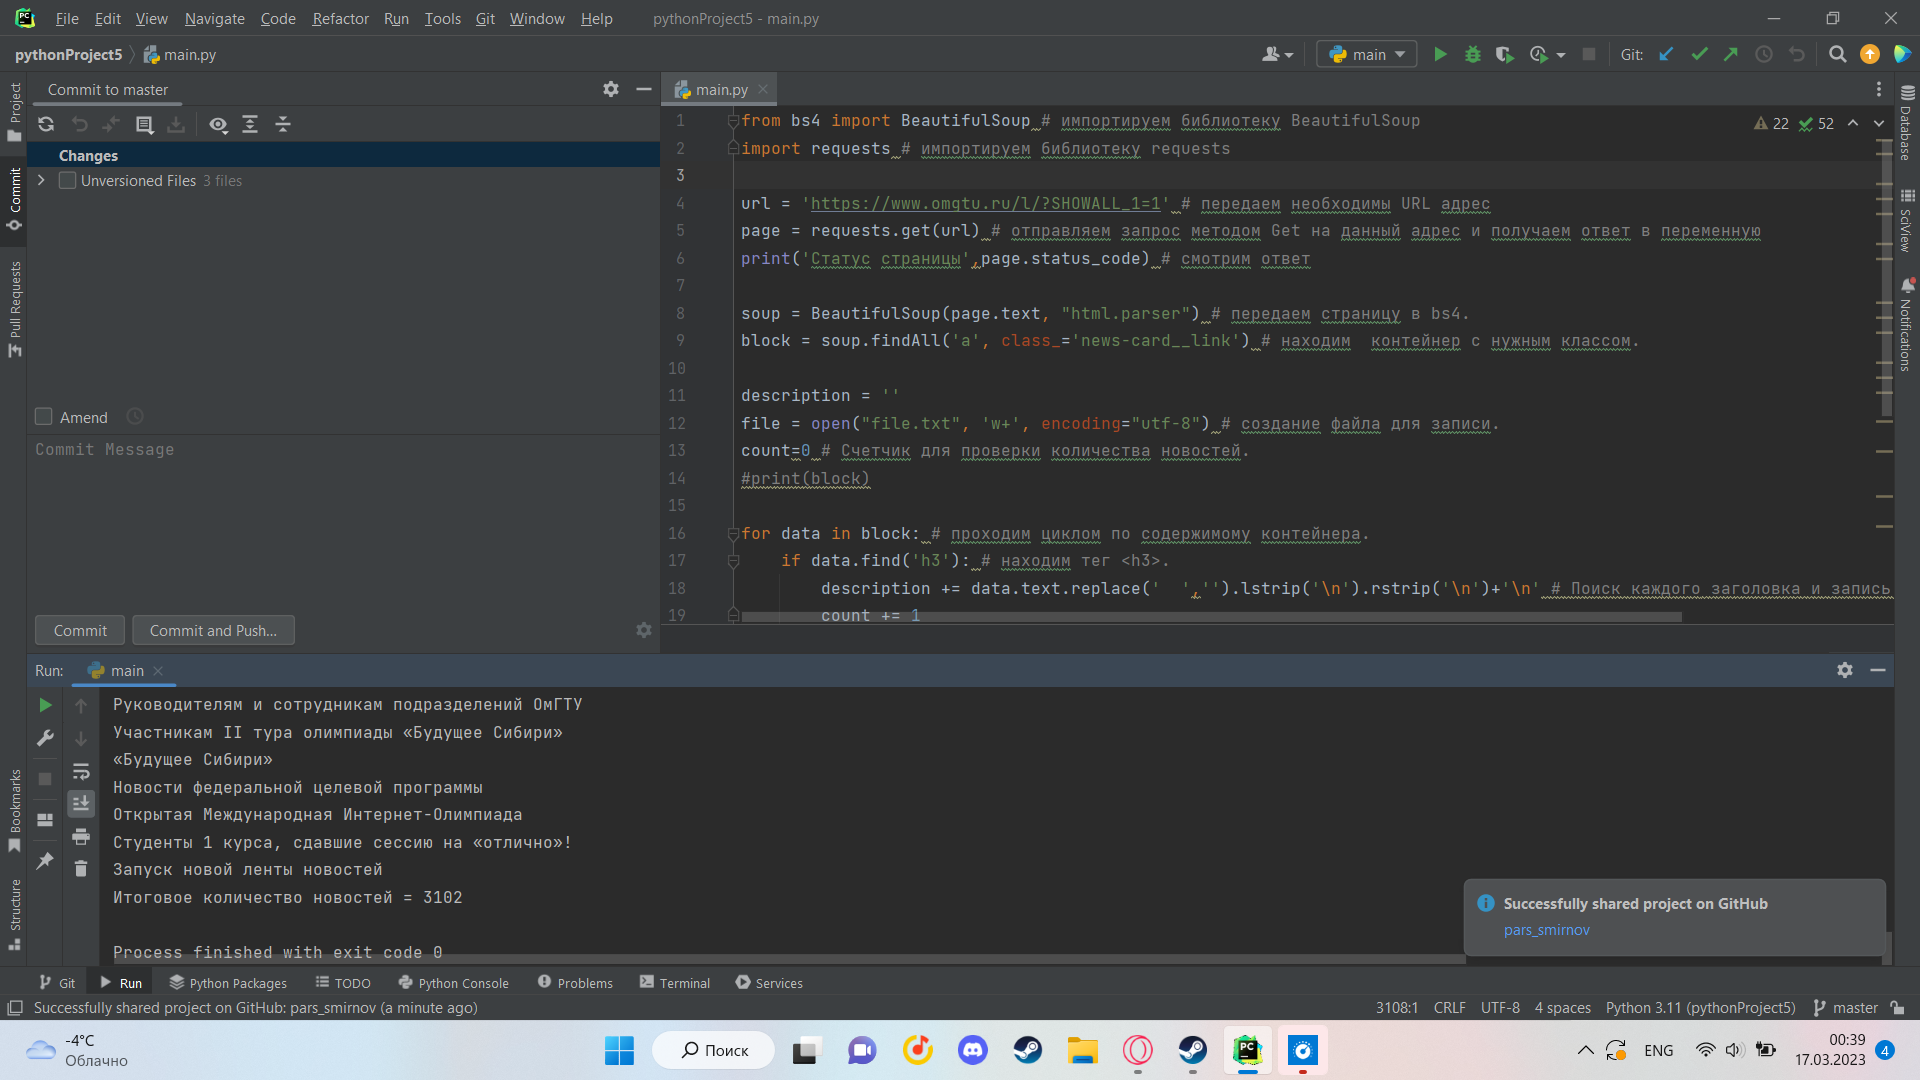 File Edit View Navigate Code Refactor Run Tools Git Window Help pythonProject5 - main.py
pythonProject5 main.py main Git:
Commit to master
Changes
Unversioned Files 3 files
Amend
Commit Message
Commit Commit and Push...
Project
Commit
Pull Requests
Bookmarks
Structure
main.py
22 52
1 from bs4 import BeautifulSoup # импортируем библиотеку BeautifulSoup
2 import requests # импортируем библиотеку requests
3
4 url = 'https://www.omgtu.ru/l/?SHOWALL_1=1' # передаем необходимы URL адрес
5 page = requests.get(url) # отправляем запрос методом Get на данный адрес и получаем ответ в переменную
6 print('Статус страницы',page.status_code) # смотрим ответ
7
8 soup = BeautifulSoup(page.text, "html.parser") # передаем страницу в bs4.
9 block = soup.findAll('a', class_='news-card__link') # находим  контейнер с нужным классом.
10
11 description = ''
12 file = open("file.txt", 'w+', encoding="utf-8") # создание файла для записи.
13 count=0 # Счетчик для проверки количества новостей.
14 #print(block)
15
16 for data in block: # проходим циклом по содержимому контейнера.
17 if data.find('h3'): # находим тег <h3>.
18 description += data.text.replace('  ','').lstrip('\n').rstrip('\n')+'\n' # Поиск каждого заголовка и запись
19 count += 1
Database
SciView
Notifications
Run: main
Руководителям и сотрудникам подразделений ОмГТУ
Участникам II тура олимпиады «Будущее Сибири»
«Будущее Сибири»
Новости федеральной целевой программы
Открытая Международная Интернет-Олимпиада
Студенты 1 курса, сдавшие сессию на «отлично»!
Запуск новой ленты новостей
Итоговое количество новостей = 3102
Process finished with exit code 0
Successfully shared project on GitHub
pars_smirnov
Git Run Python Packages TODO Python Console Problems Terminal Services
Successfully shared project on GitHub: pars_smirnov (a minute ago) 3108:1 CRLF UTF-8 4 spaces Python 3.11 (pythonProject5) master
-4°C
Облачно
Поиск
PC
ENG
00:39
17.03.2023
4